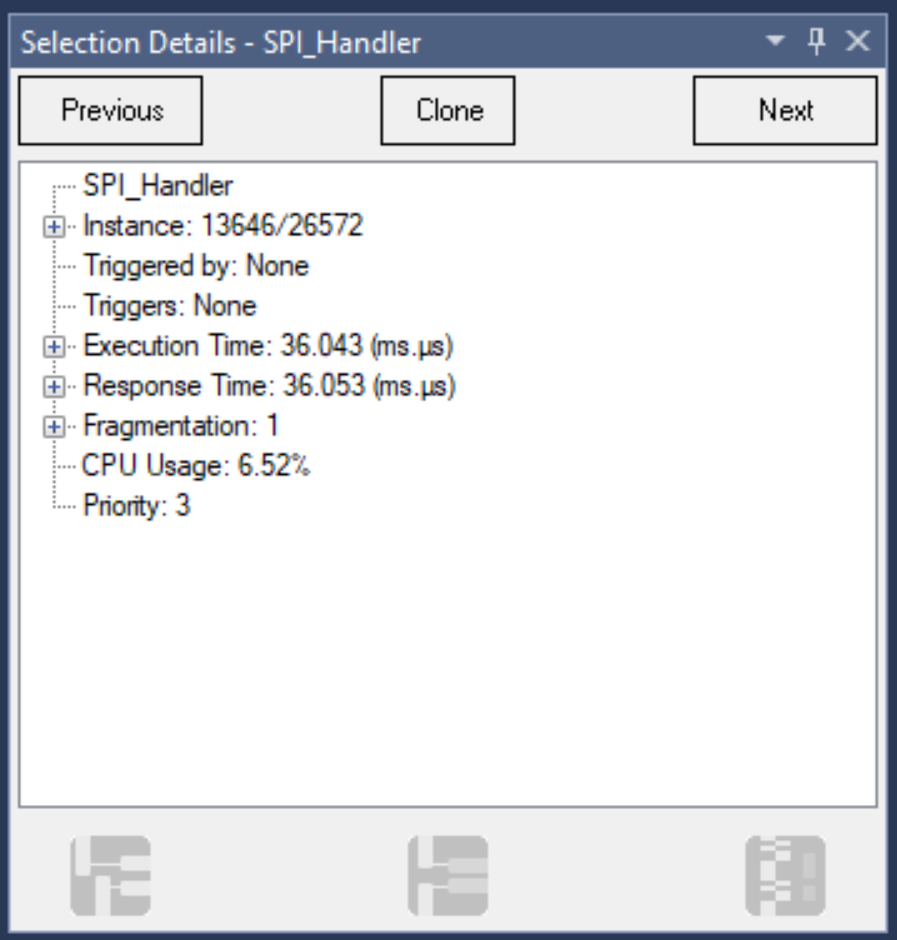 Selection Details - SPI_Handler
Previous Clone Next
SPI_Handler
Instance: 13646/26572
Triggered by: None
Triggers: None
Execution Time: 36.043 (ms.µs)
Response Time: 36.053 (ms.µs)
Fragmentation: 1
CPU Usage: 6.52%
Priority: 3